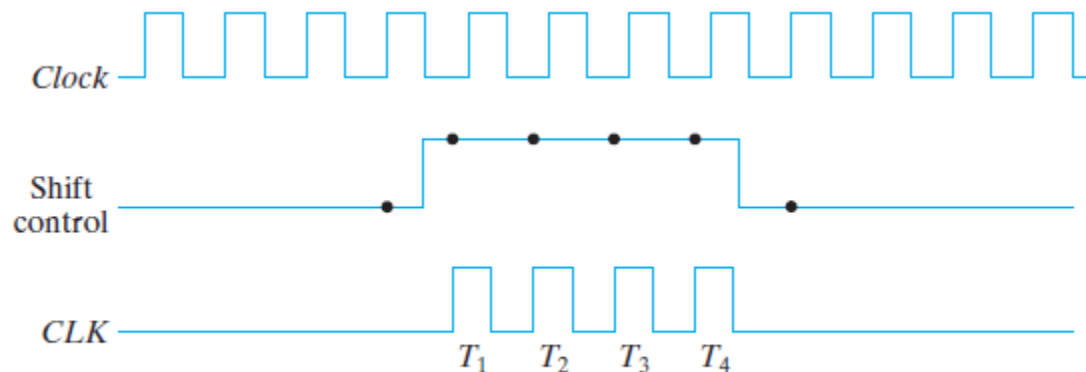 Clock
Shift
control
CLK
T1 T2 T3 T4